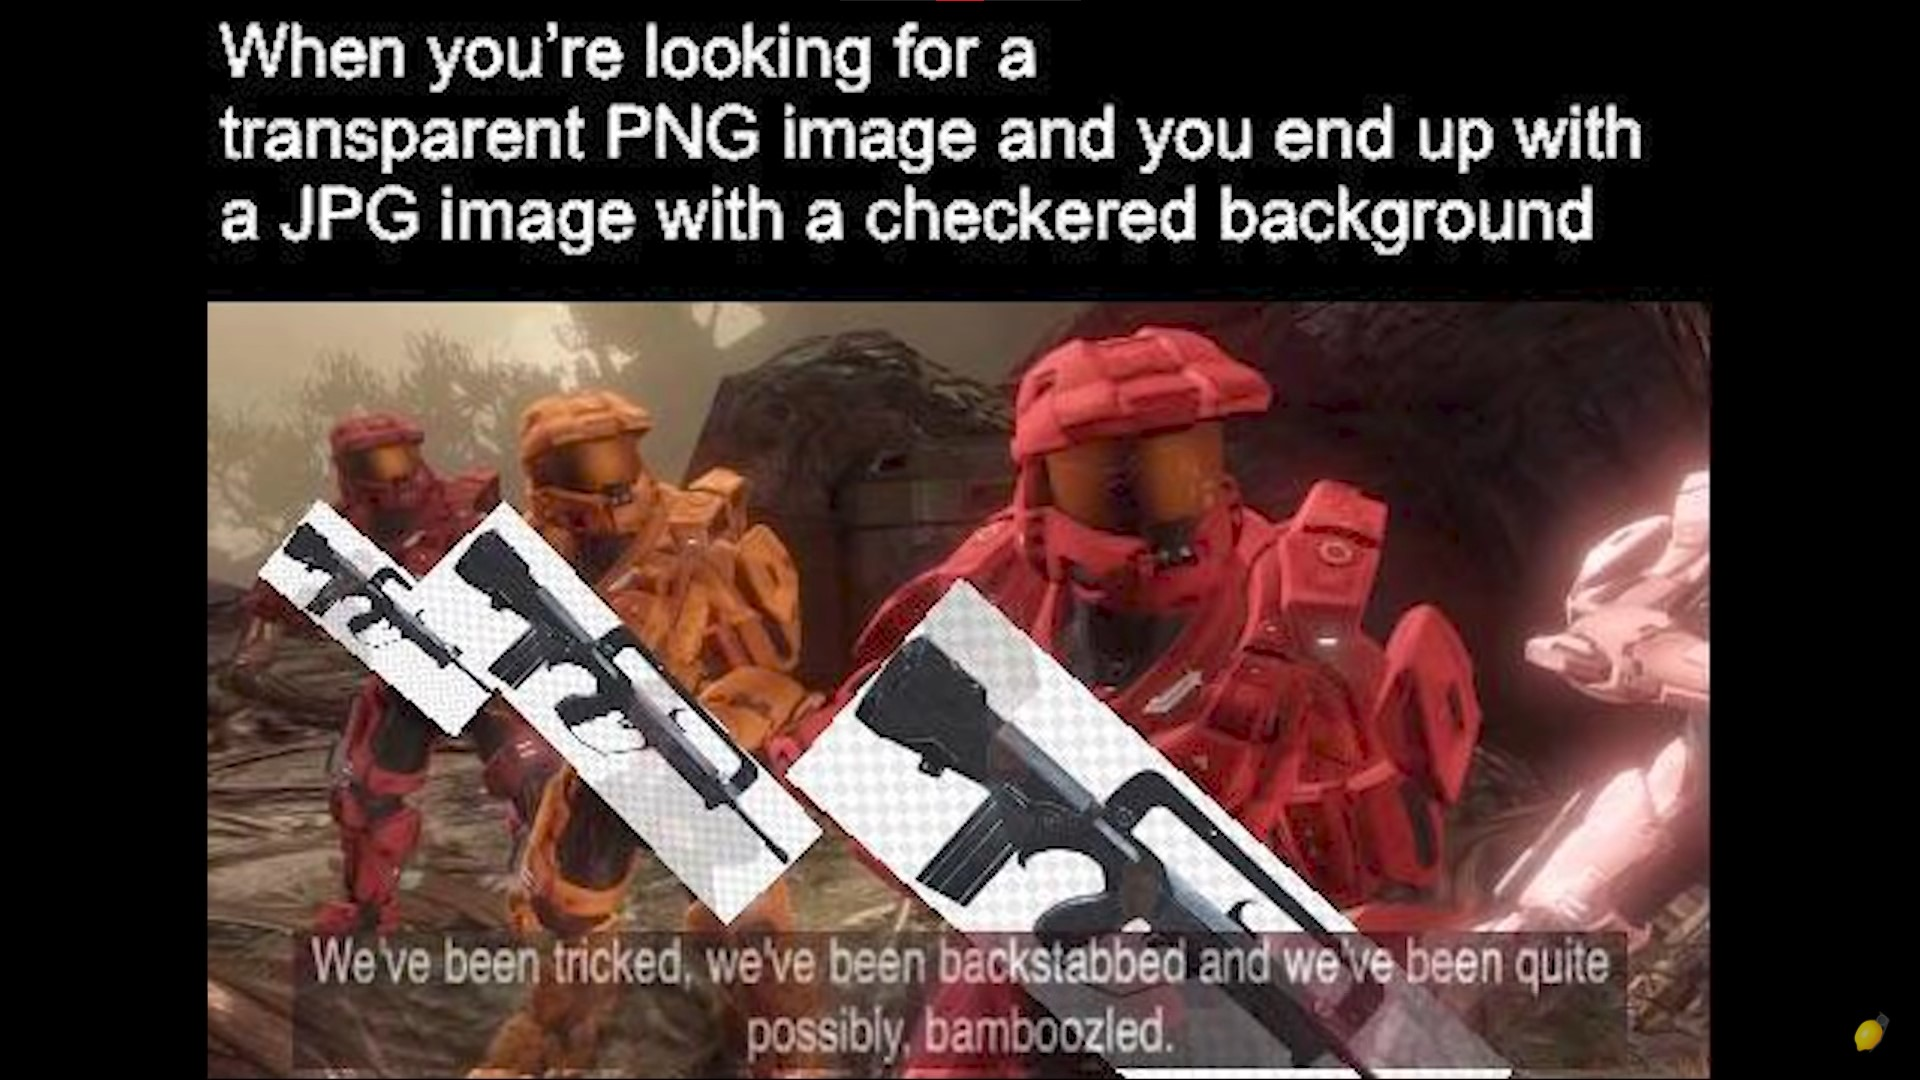 When you’re looking for a
transparent PNG image and you end up with
a JPG image with a checkered background
We've been tricked, we've been backstabbed and we've been quite
possibly, bamboozled.